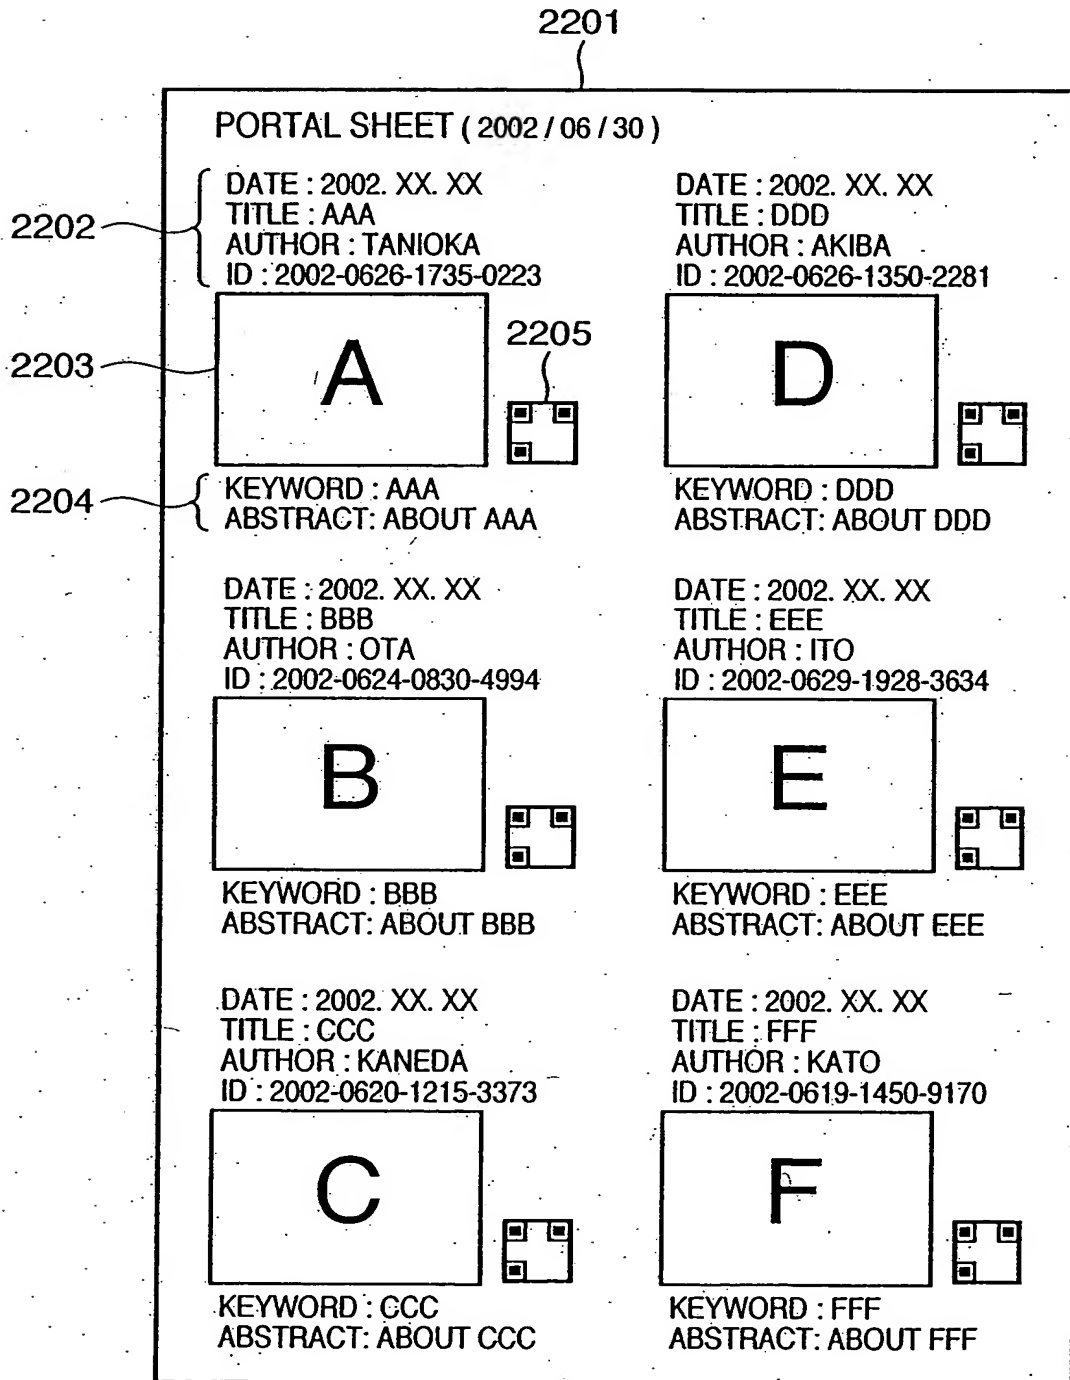 2201
PORTAL SHEET ( 2002 / 06 / 30 )
2202
DATE : 2002. XX. XX
TITLE : AAA
AUTHOR : TANIOKA
ID : 2002-0626-1735-0223
2203
A
2205
2204
KEYWORD : AAA
ABSTRACT: ABOUT AAA
DATE : 2002. XX. XX
TITLE : DDD
AUTHOR : AKIBA
ID : 2002-0626-1350-2281
D
KEYWORD : DDD
ABSTRACT: ABOUT DDD
DATE : 2002. XX. XX
TITLE : BBB
AUTHOR : OTA
ID : 2002-0624-0830-4994
B
KEYWORD : BBB
ABSTRACT: ABOUT BBB
DATE : 2002. XX. XX
TITLE : EEE
AUTHOR : ITO
ID : 2002-0629-1928-3634
E
KEYWORD : EEE
ABSTRACT: ABOUT EEE
DATE : 2002. XX. XX
TITLE : CCC
AUTHOR : KANEDA
ID : 2002-0620-1215-3373
C
KEYWORD : CCC
ABSTRACT: ABOUT CCC
DATE : 2002. XX. XX
TITLE : FFF
AUTHOR : KATO
ID : 2002-0619-1450-9170
F
KEYWORD : FFF
ABSTRACT: ABOUT FFF